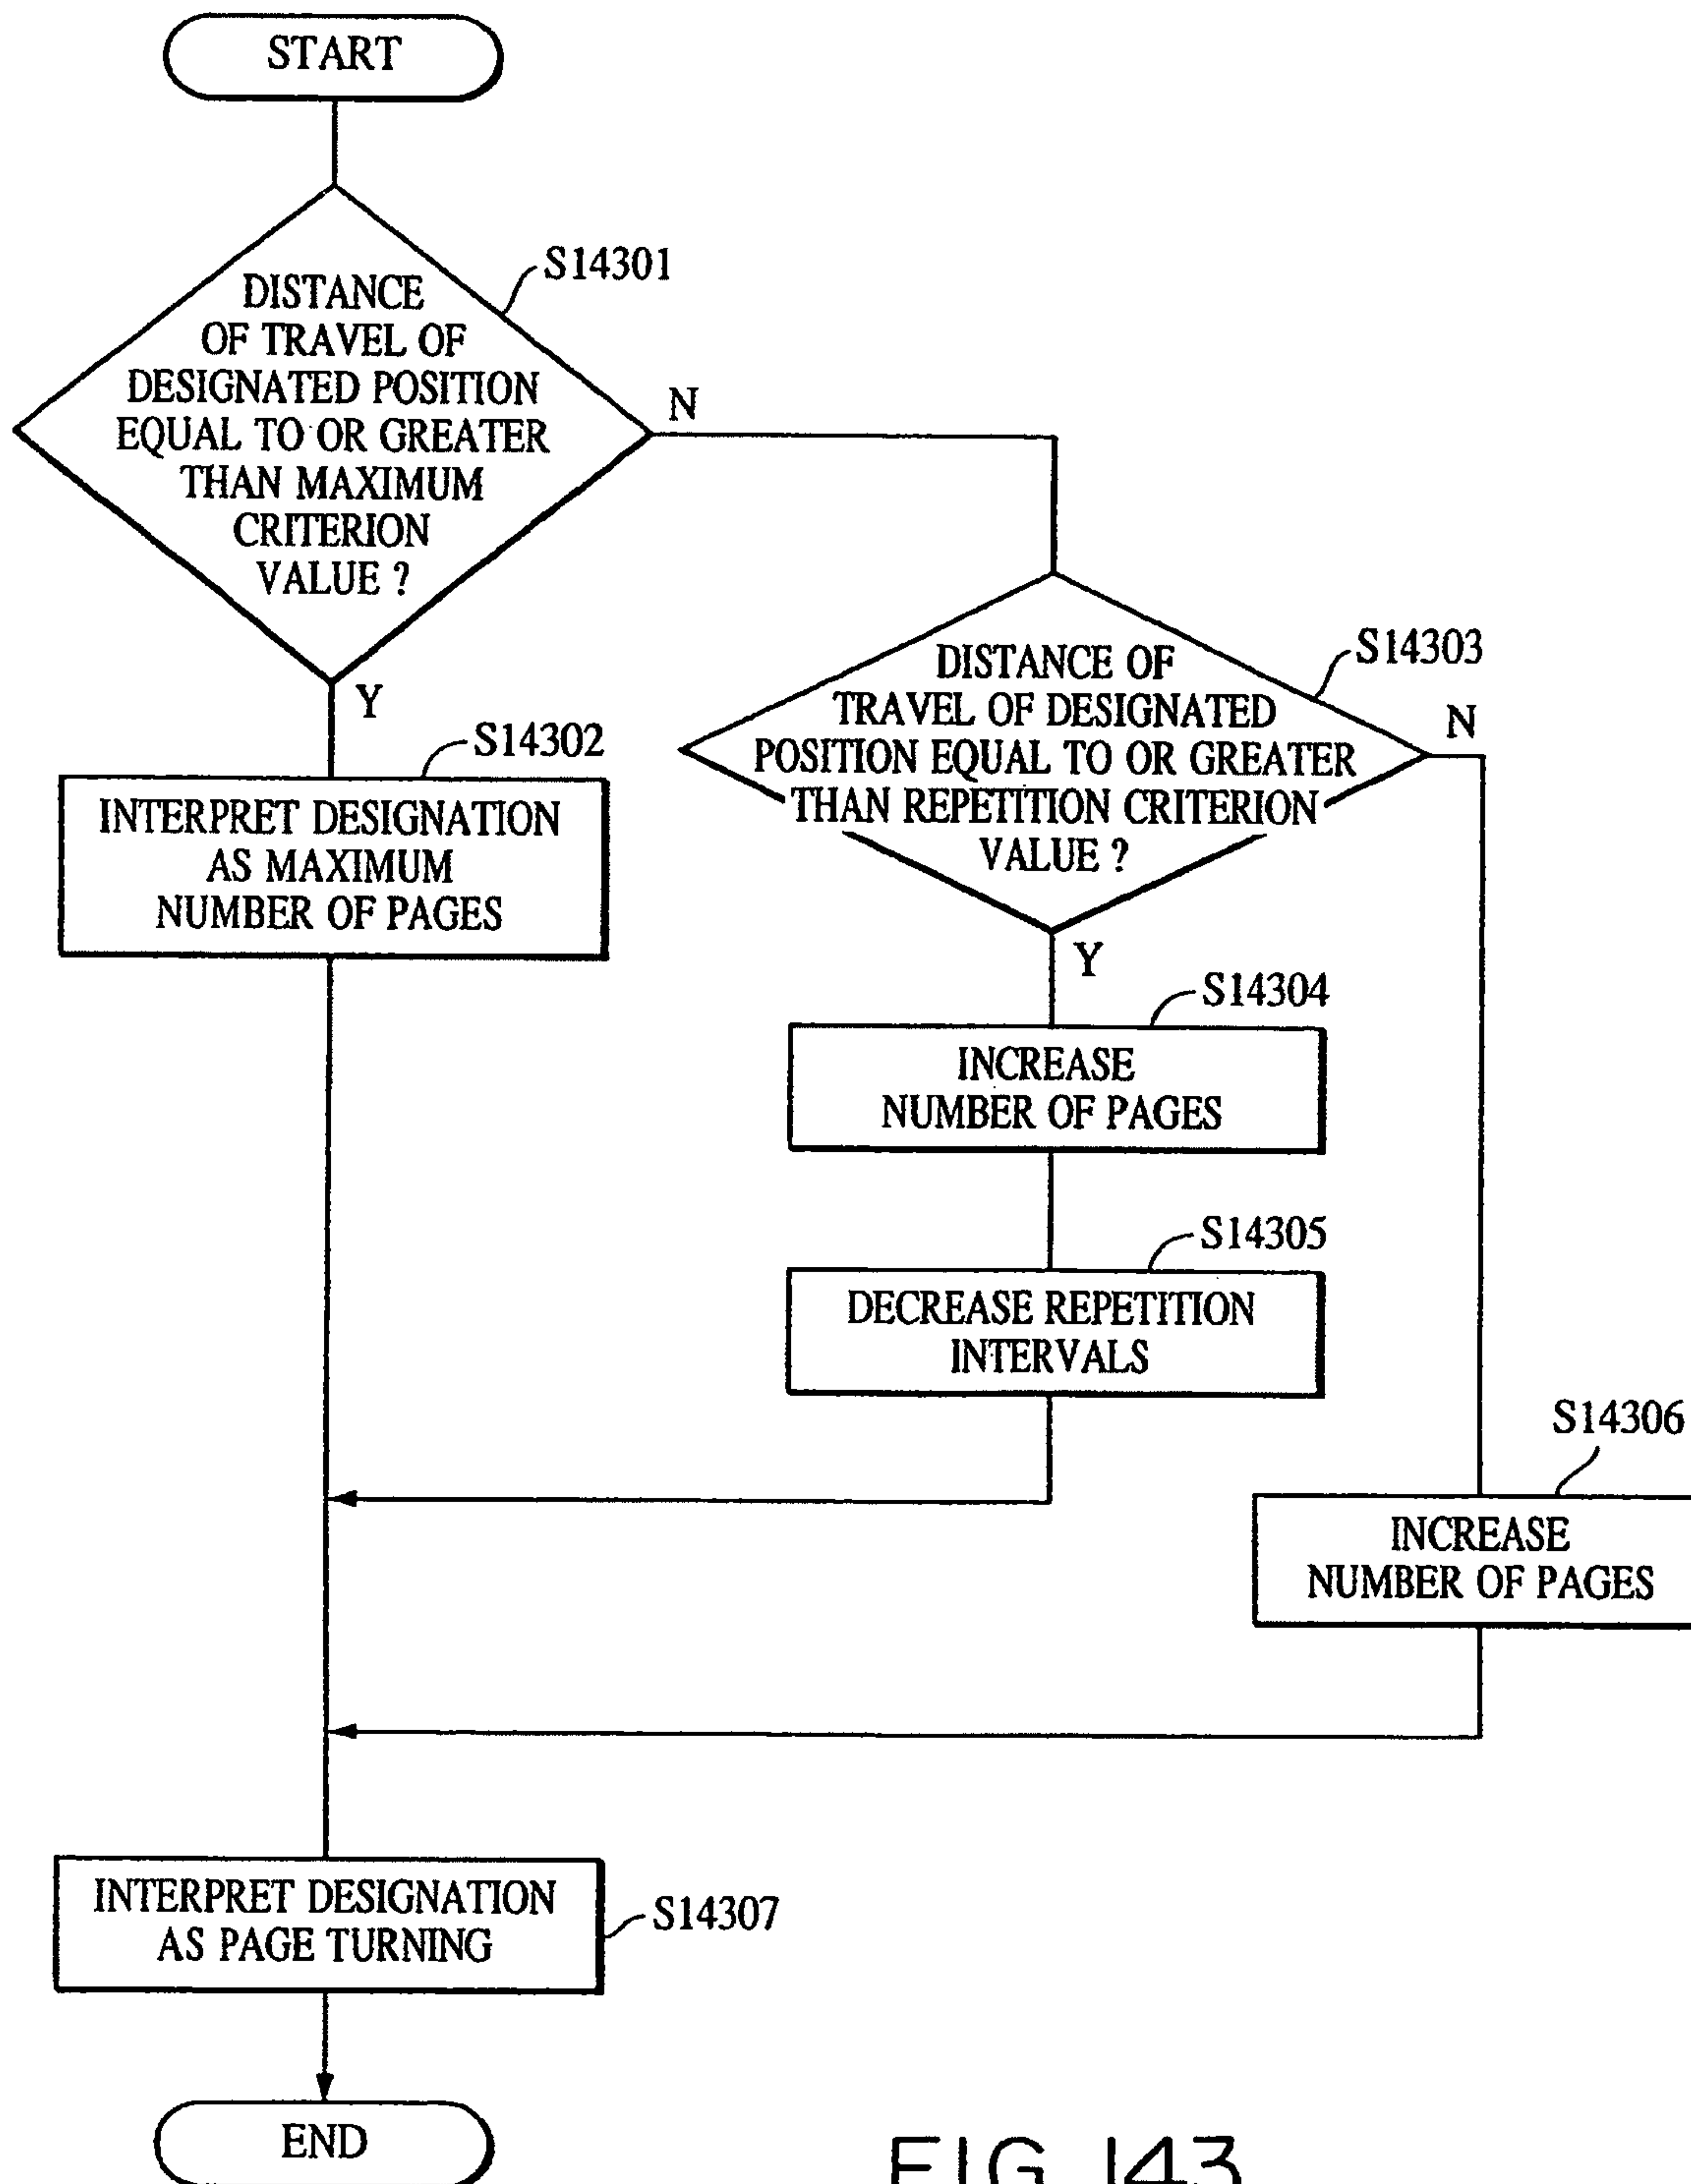 START
S14301
DISTANCE
OF TRAVEL OF
DESIGNATED POSITION
EQUAL TO OR GREATER
THAN MAXIMUM
CRITERION
VALUE ?
N
Y
S14302
INTERPRET DESIGNATION
AS MAXIMUM
NUMBER OF PAGES
S14303
DISTANCE OF
TRAVEL OF DESIGNATED
POSITION EQUAL TO OR GREATER
THAN REPETITION CRITERION
VALUE ?
N
Y
S14304
INCREASE
NUMBER OF PAGES
S14305
DECREASE REPETITION
INTERVALS
S14306
INCREASE
NUMBER OF PAGES
INTERPRET DESIGNATION
AS PAGE TURNING
S14307
END
FIG. 143